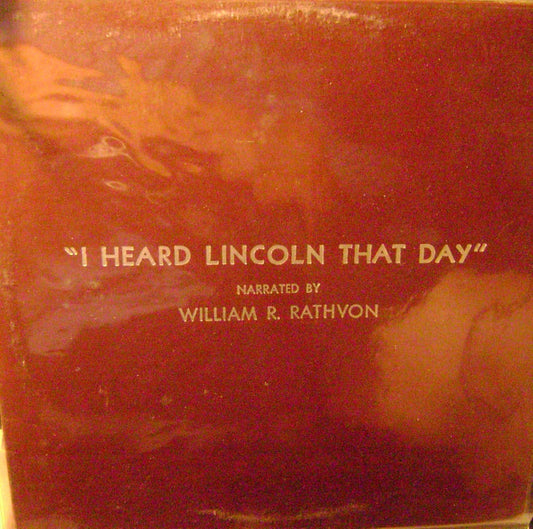 "I HEARD LINCOLN THAT DAY"
NARRATED BY
WILLIAM R. RATHVON